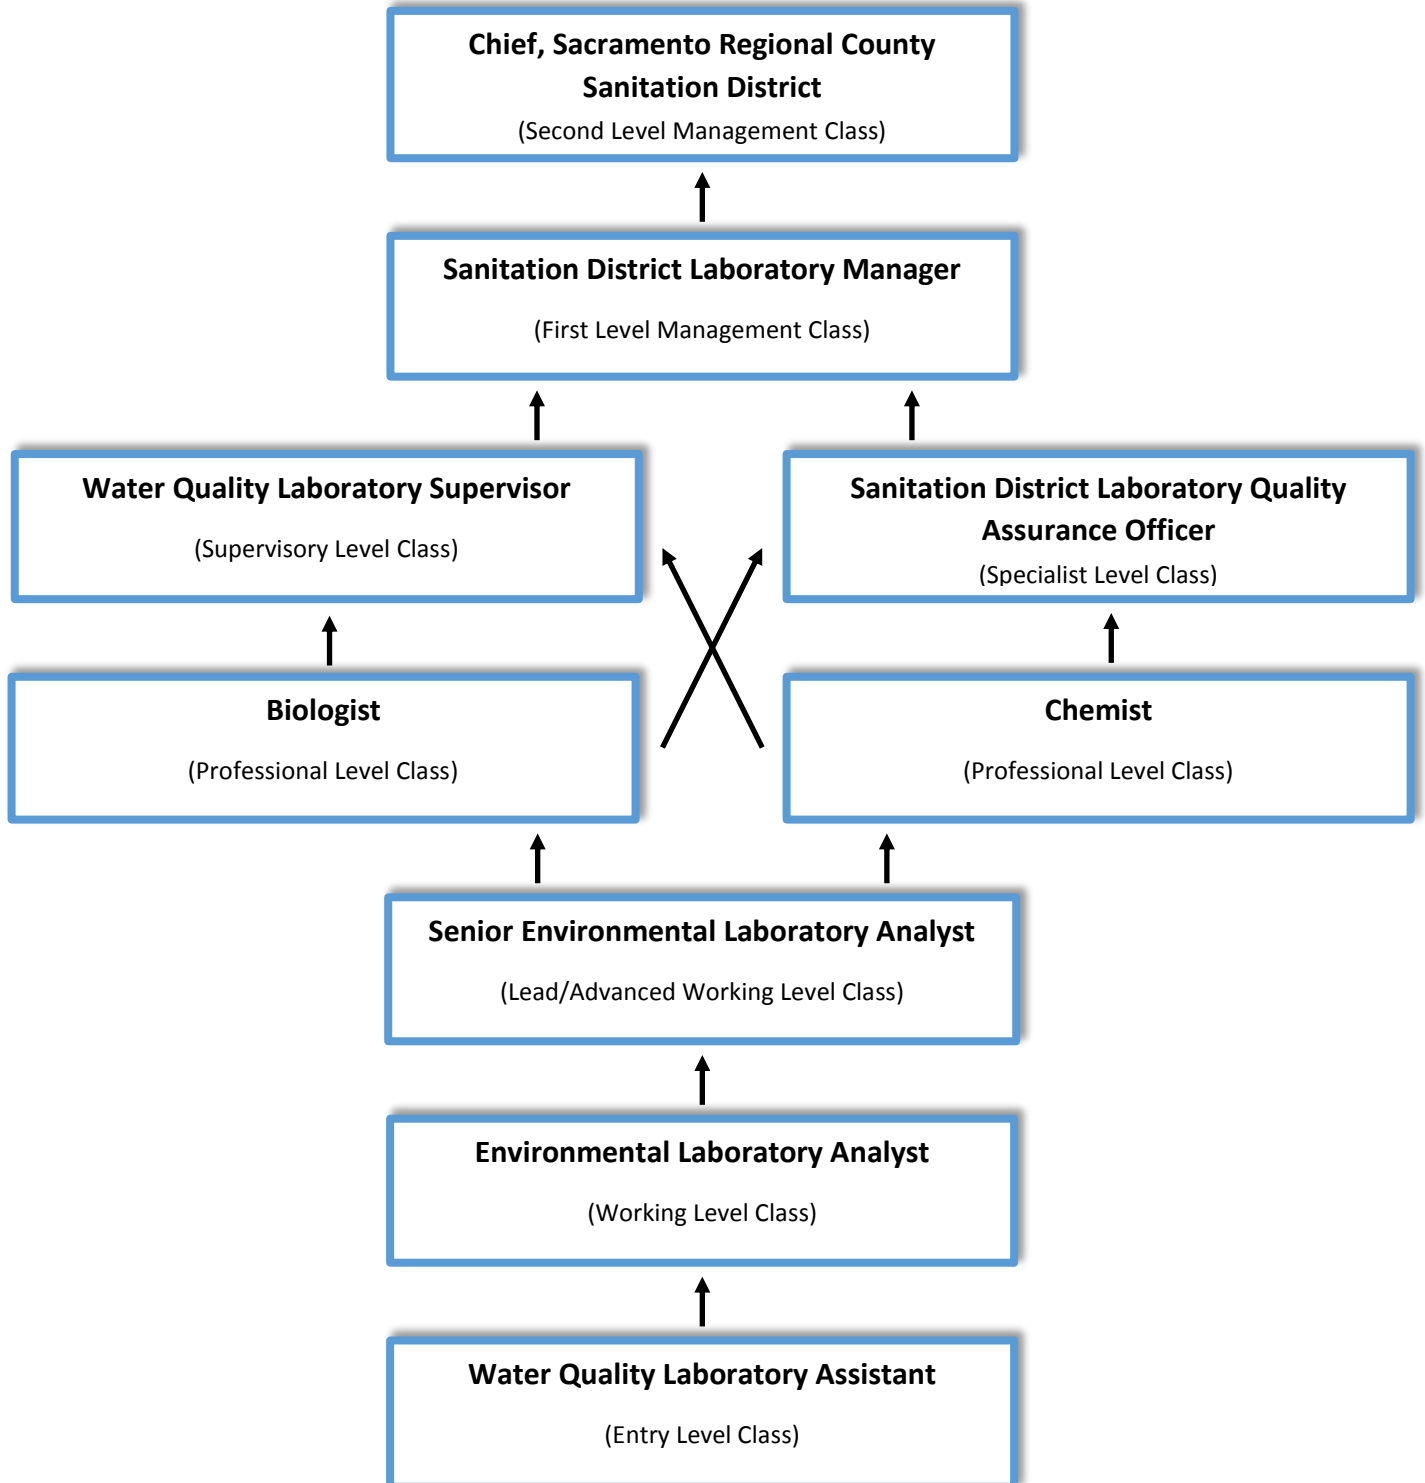 Chief, Sacramento Regional County
Sanitation District
(Second Level Management Class)
Sanitation District Laboratory Manager
(First Level Management Class)
Water Quality Laboratory Supervisor
(Supervisory Level Class)
Sanitation District Laboratory Quality
Assurance Officer
(Specialist Level Class)
Biologist
(Professional Level Class)
Chemist
(Professional Level Class)
Senior Environmental Laboratory Analyst
(Lead/Advanced Working Level Class)
Environmental Laboratory Analyst
(Working Level Class)
Water Quality Laboratory Assistant
(Entry Level Class)